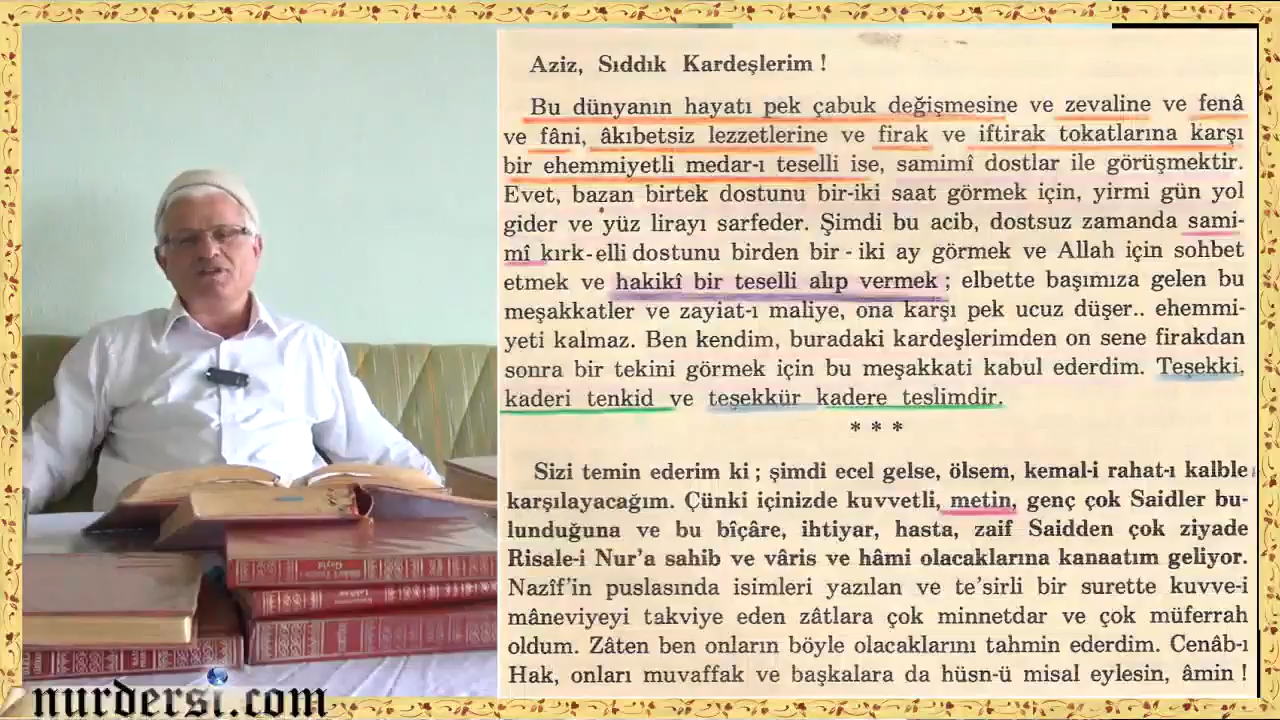 Aziz, Sıddık Kardeşlerim !
Bu dünyanın hayatı pek çabuk değişmesine ve zevaline ve fenâ
ve fâni, âkıbetsiz lezzetlerine ve firak ve iftirak tokatlarına karşı
bir ehemmiyetli medar-ı teselli ise, samimî dostlar ile görüşmektir.
Evet, bazan birtek dostunu bir-iki saat görmek için, yirmi gün yol
gider ve yüz lirayı sarfeder. Şimdi bu acib, dostsuz zamanda sami-
mî kırk-elli dostunu birden bir - iki ay görmek ve Allah için sohbet
etmek ve hakikî bir teselli alıp vermek ; elbette başımıza gelen bu
meşakkatler ve zayiat-ı maliye, ona karşı pek ucuz düşer.. ehemmi-
yeti kalmaz. Ben kendim, buradaki kardeşlerimden on sene firakdan
sonra bir tekini görmek için bu meşakkati kabul ederdim. Teşekki,
kaderi tenkid ve teşekkür kadere teslimdir.
* * *
Sizi temin ederim ki ; şimdi ecel gelse, ölsem, kemal-i rahat-ı kalble
karşılayacağım. Çünki içinizde kuvvetli, metin, genç çok Saidler bu-
lunduğuna ve bu bîçâre, ihtiyar, hasta, zaif Saidden çok ziyade
Risale-i Nur'a sahib ve vâris ve hâmi olacaklarına kanaatım geliyor.
Nazîf'in puslasında isimleri yazılan ve te'sirli bir surette kuvve-i
mâneviyeyi takviye eden zâtlara çok minnetdar ve çok müferrah
oldum. Zâten ben onların böyle olacaklarını tahmin ederdim. Cenâb-ı
Hak, onları muvaffak ve başkalara da hüsn-ü misal eylesin, âmin !
nurdersi.com